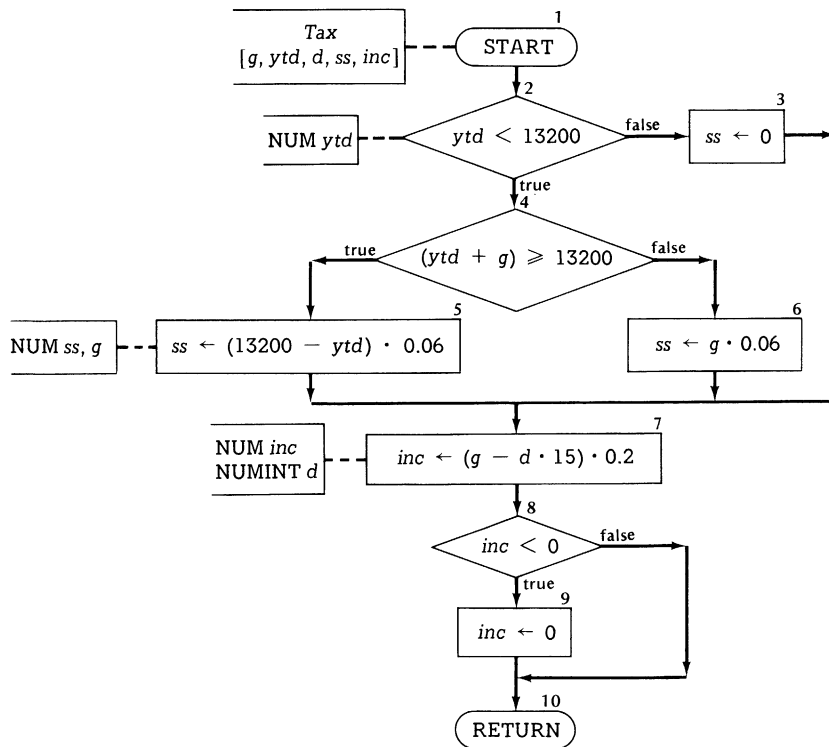 1
Tax
[g, ytd, d, ss, inc]
START
2
3
NUM ytd
ytd < 13200
false
ss ← 0
true
4
true
(ytd + g) ⩾ 13200
false
5
6
NUM ss, g
ss ← (13200 − ytd) · 0.06
ss ← g · 0.06
7
NUM inc
NUMINT d
inc ← (g − d · 15) · 0.2
8
inc < 0
false
true
9
inc ← 0
10
RETURN